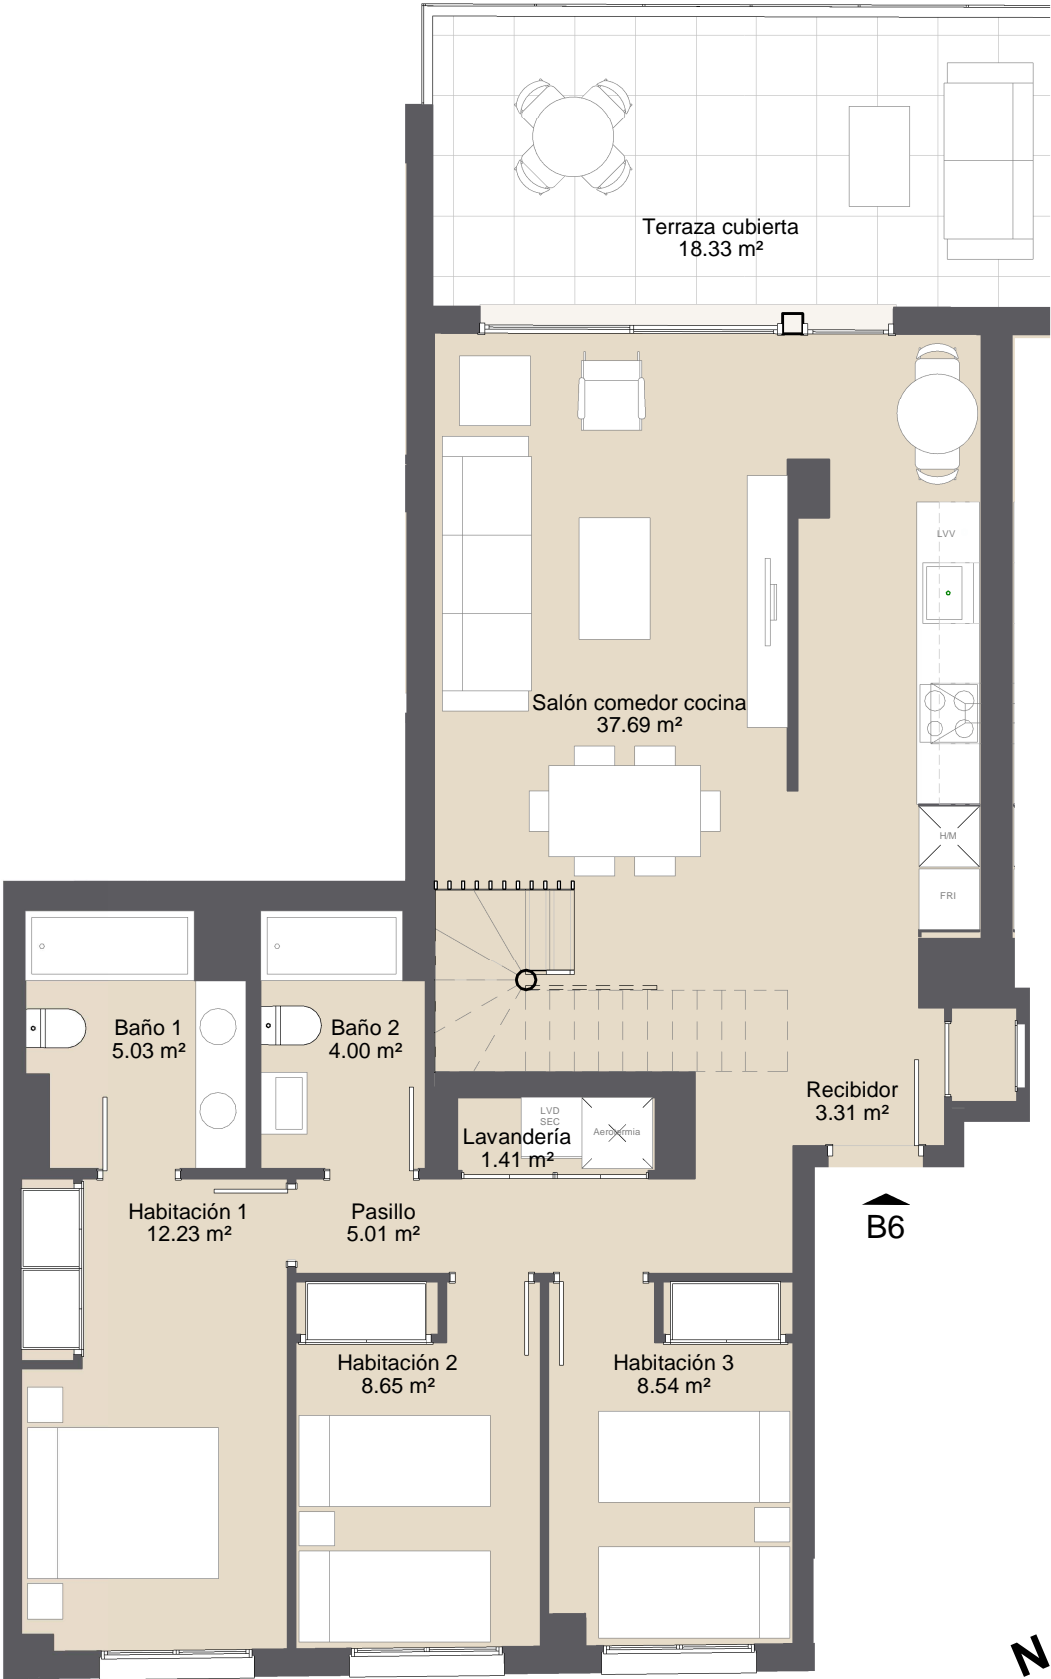 Terraza cubierta
18.33 m²
LVV
Salón comedor cocina
37.69 m²
H/M
FRI
Baño 1
5.03 m²
Baño 2
4.00 m²
Recibidor
3.31 m²
LVD
SEC
Aerotermia
Lavandería
1.41 m²
Habitación 1
12.23 m²
Pasillo
5.01 m²
B6
Habitación 2
8.65 m²
Habitación 3
8.54 m²
N